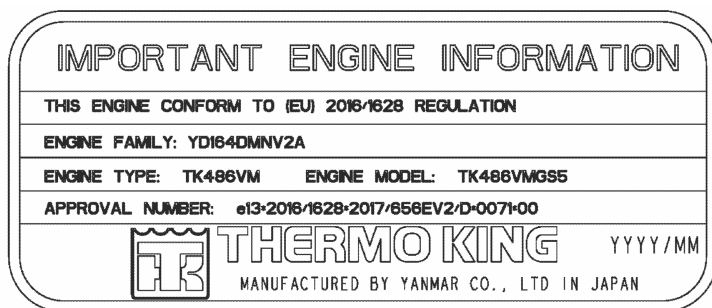 IMPORTANT ENGINE INFORMATION
THIS ENGINE CONFORM TO (EU) 2016/1628 REGULATION
ENGINE FAMILY: YD164DMNV2A
ENGINE TYPE: TK486VM ENGINE MODEL: TK486VMGS5
APPROVAL NUMBER: e13*2016/1628*2017/656EV2/D*0071*00
TK THERMO KING YYYY/MM
MANUFACTURED BY YANMAR CO., LTD IN JAPAN